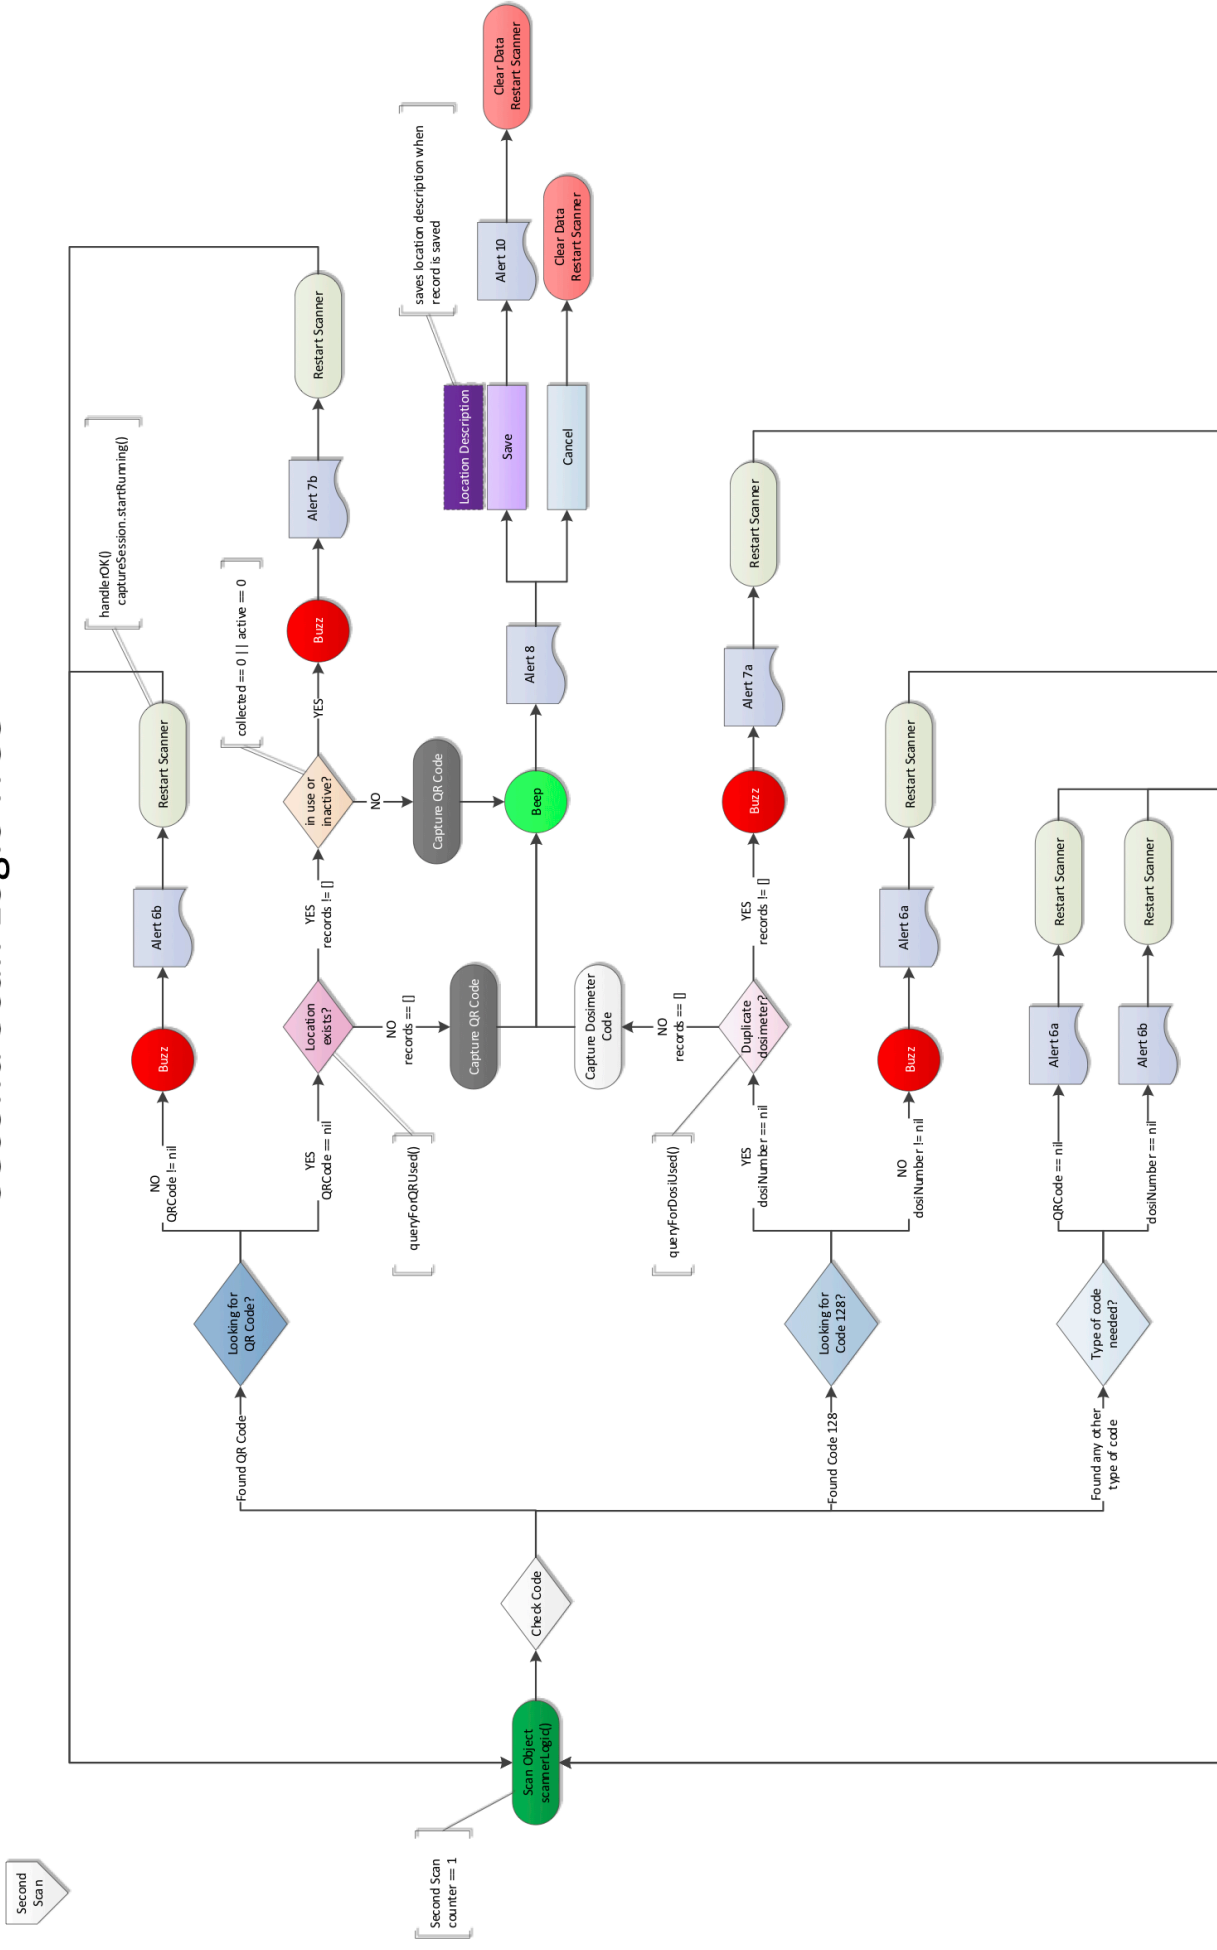 Second
Scan
Second Scan
counter == 1
Scan Object
scannerLogic()
Check Code
Found QR Code
Looking for
QR Code?
NO
QRCode != nil
Buzz
Alert 6b
Restart Scanner
handlerOK()
captureSession.startRunning()
YES
QRCode == nil
Location
exists?
queryForQRUsed()
YES
records != []
in use or
inactive?
collected == 0 || active == 0
YES
Buzz
Alert 7b
Restart Scanner
NO
Capture QR Code
NO
records == []
Capture QR Code
Beep
Alert 8
Location Description
saves location description when
record is saved
Save
Alert 10
Clear Data
Restart Scanner
Cancel
Clear Data
Restart Scanner
Capture Dosimeter
Code
NO
records == []
Found Code 128
Looking for
Code 128?
YES
dosiNumber == nil
Duplicate
dosimeter?
queryForDosiUsed()
YES
records != []
Buzz
Alert 7a
Restart Scanner
NO
dosiNumber != nil
Buzz
Alert 6a
Restart Scanner
Found any other
type of code
Type of code
needed?
QRCode == nil
Alert 6a
Restart Scanner
dosiNumber == nil
Alert 6b
Restart Scanner